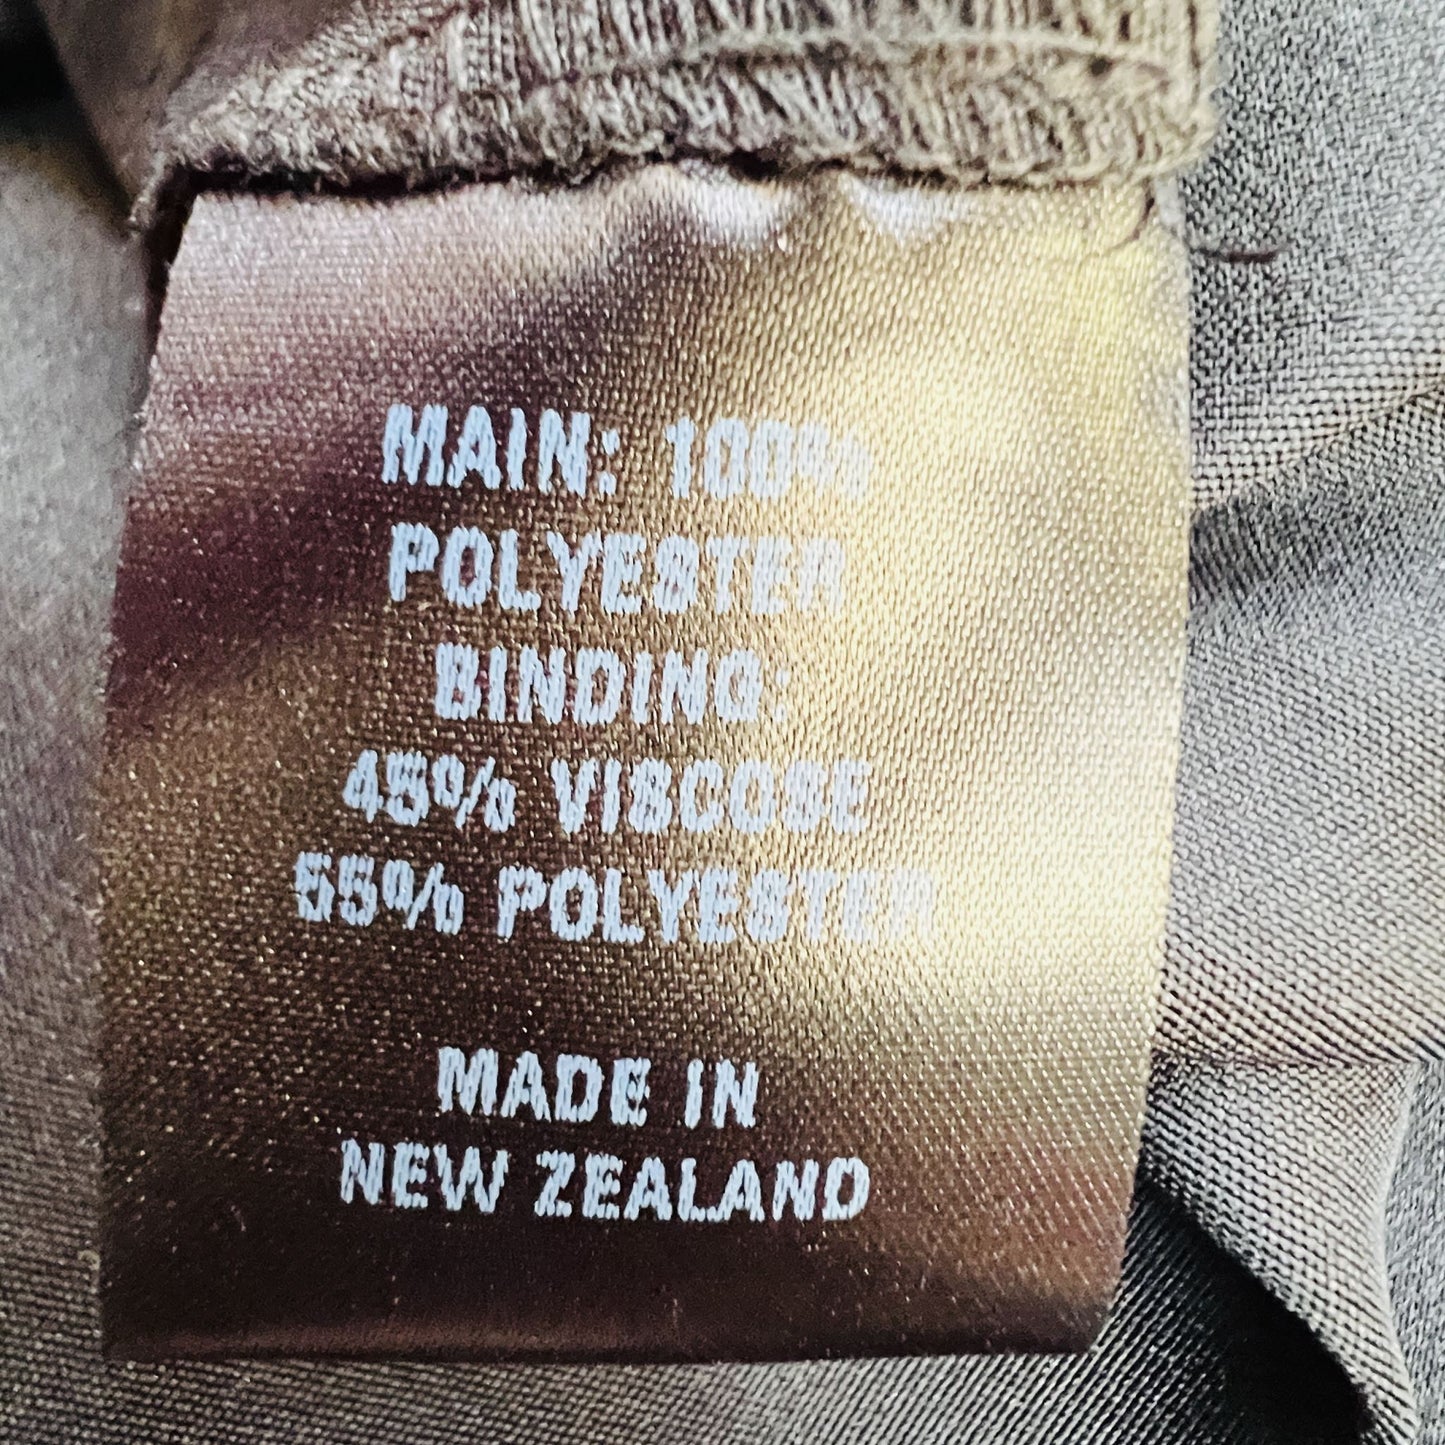 MAIN: 100%
POLYESTER
BINDING:
45% VISCOSE
55% POLYESTER
MADE IN
NEW ZEALAND